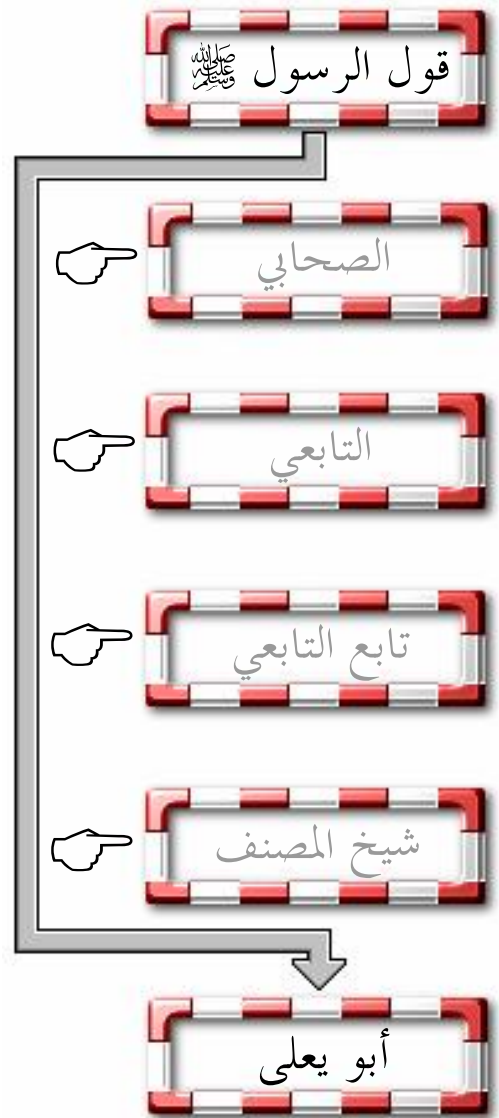 قول الرسول ﷺ
الصحابي
التابعي
تابع التابعي
شيخ المصنف
أبو يعلى